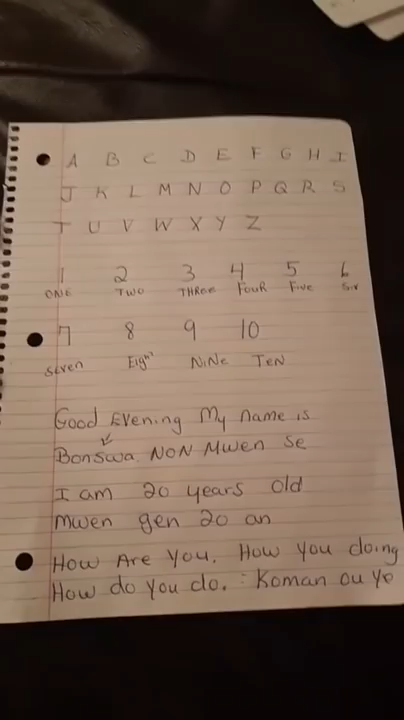 A B C D E F G H I
J K L M N O P Q R S
T U V W X Y Z
1 2 3 4 5 6
ONE TWO THREE FOUR Five Six
7 8 9 10
Seven Eight NiNe TeN
Good Evening My name is
Bonswa NON Mwen Se
I am 20 years old
Mwen gen 20 an
How Are You. How you doing
How do you do. : Koman ou yo